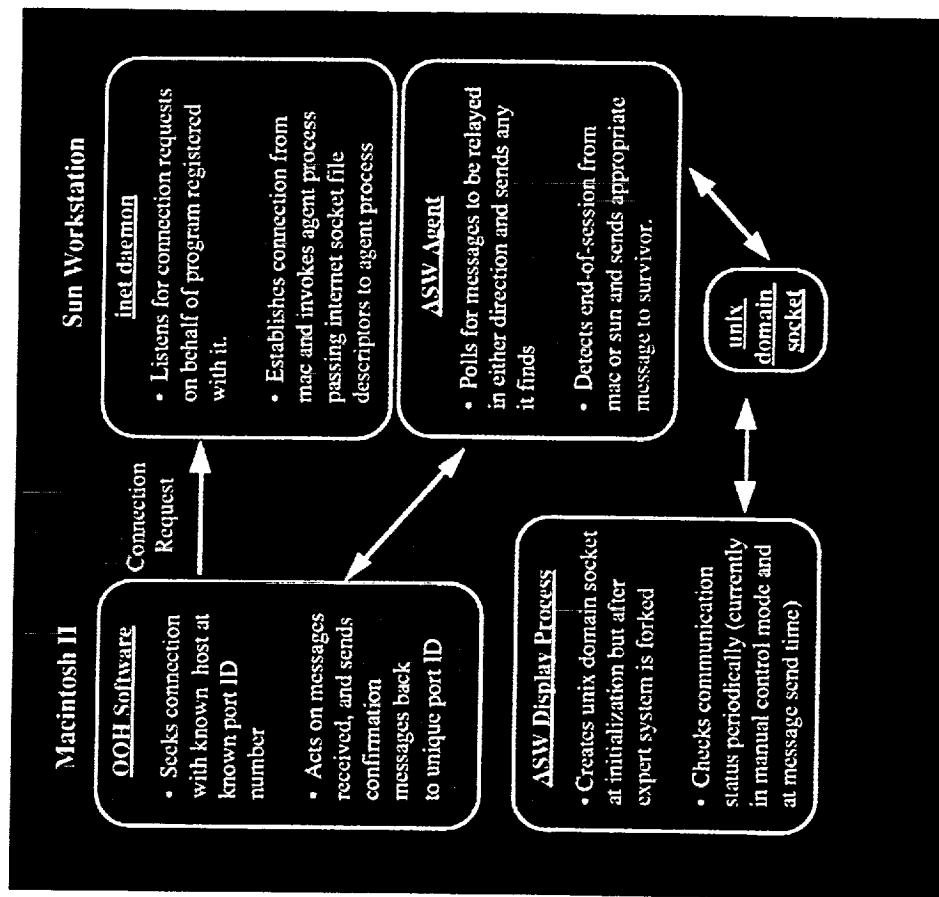 Macintosh II
Sun Workstation
OOH Software
• Seeks connection
with known host at
known port ID
number
• Acts on messages
received, and sends
confirmation
messages back
to unique port ID
Connection
Request
inet daemon
• Listens for connection requests
on behalf of program registered
with it.
• Establishes connection from
mac and invokes agent process
passing internet socket file
descriptors to agent process
ASW Agent
• Polls for messages to be relayed
in either direction and sends any
it finds
• Detects end-of-session from
mac or sun and sends appropriate
message to survivor.
ASW Display Process
• Creates unix domain socket
at initialization but after
expert system is forked
• Checks communication
status periodically (currently
in manual control mode and
at message send time)
unix
domain
socket